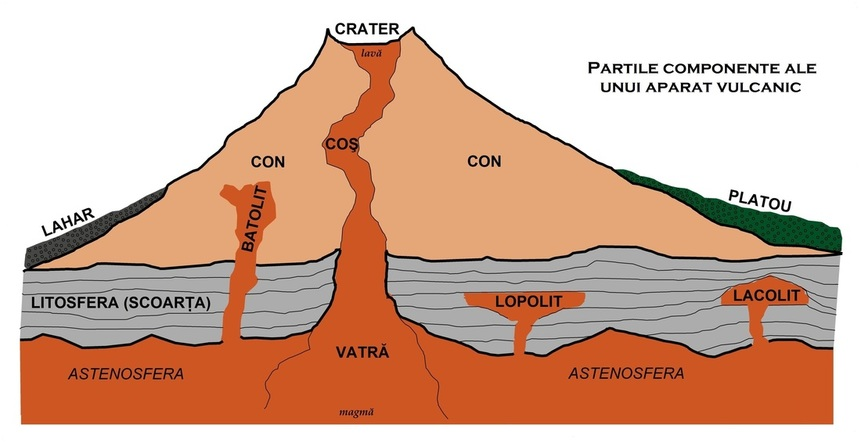 CRATER
lavă
PARTILE COMPONENTE ALE
UNUI APARAT VULCANIC
COŞ
CON
CON
BATOLIT
LAHAR
PLATOU
LITOSFERA (SCOARȚA)
LOPOLIT
LACOLIT
VATRĂ
ASTENOSFERA
ASTENOSFERA
magmă